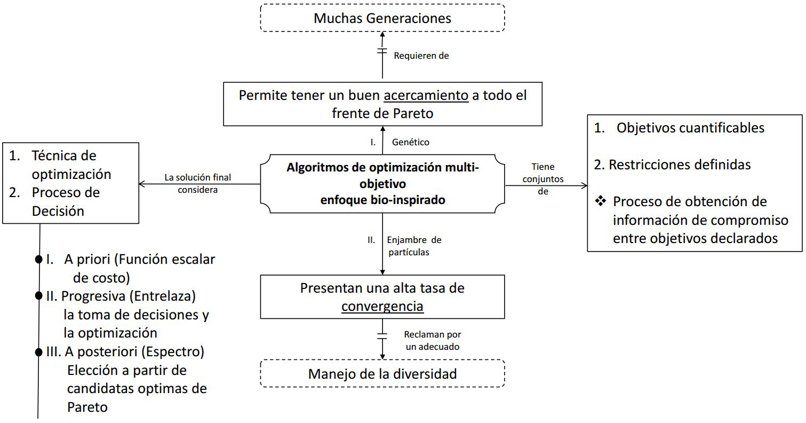 Muchas Generaciones
Requieren de
Permite tener un buen acercamiento a todo el
frente de Pareto
I. Genético
1. Técnica de
optimización
2. Proceso de
Decisión
La solución final
considera
Algoritmos de optimización multi-
objetivo
enfoque bio-inspirado
Tiene
conjuntos
de
1. Objetivos cuantificables
2. Restricciones definidas
❖ Proceso de obtención de
información de compromiso
entre objetivos declarados
II. Enjambre de
partículas
I. A priori (Función escalar
de costo)
II. Progresiva (Entrelaza)
la toma de decisiones y
la optimización
III. A posteriori (Espectro)
Elección a partir de
candidatas optimas de
Pareto
Presentan una alta tasa de
convergencia
Reclaman por
un adecuado
Manejo de la diversidad